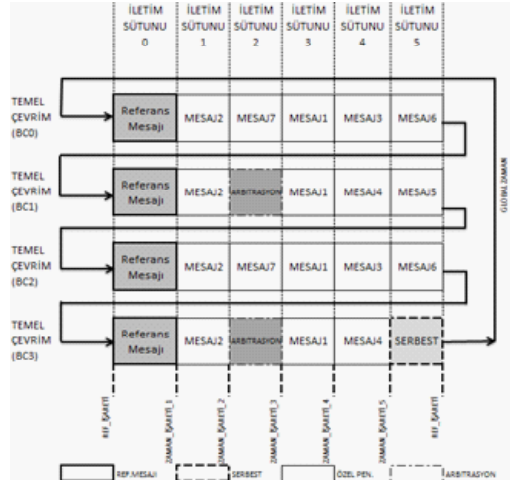 İLETİM SÜTUNU 0
İLETİM SÜTUNU 1
İLETİM SÜTUNU 2
İLETİM SÜTUNU 3
İLETİM SÜTUNU 4
İLETİM SÜTUNU 5
TEMEL ÇEVRİM (BC0)
Referans Mesajı
MESAJ2
MESAJ7
MESAJ1
MESAJ3
MESAJ6
TEMEL ÇEVRİM (BC1)
Referans Mesajı
MESAJ2
ARBITRASYON
MESAJ1
MESAJ4
MESAJ5
TEMEL ÇEVRİM (BC2)
Referans Mesajı
MESAJ2
MESAJ7
MESAJ1
MESAJ3
MESAJ6
TEMEL ÇEVRİM (BC3)
Referans Mesajı
MESAJ2
ARBITRASYON
MESAJ1
MESAJ4
SERBEST
GLOBAL ZAMAN
REF_İŞARETİ
ZAMAN_İŞARETİ_1
ZAMAN_İŞARETİ_2
ZAMAN_İŞARETİ_3
ZAMAN_İŞARETİ_4
ZAMAN_İŞARETİ_5
REF_İŞARETİ
REF.MESAJI
SERBEST
ÖZEL PEN.
ARBITRASYON